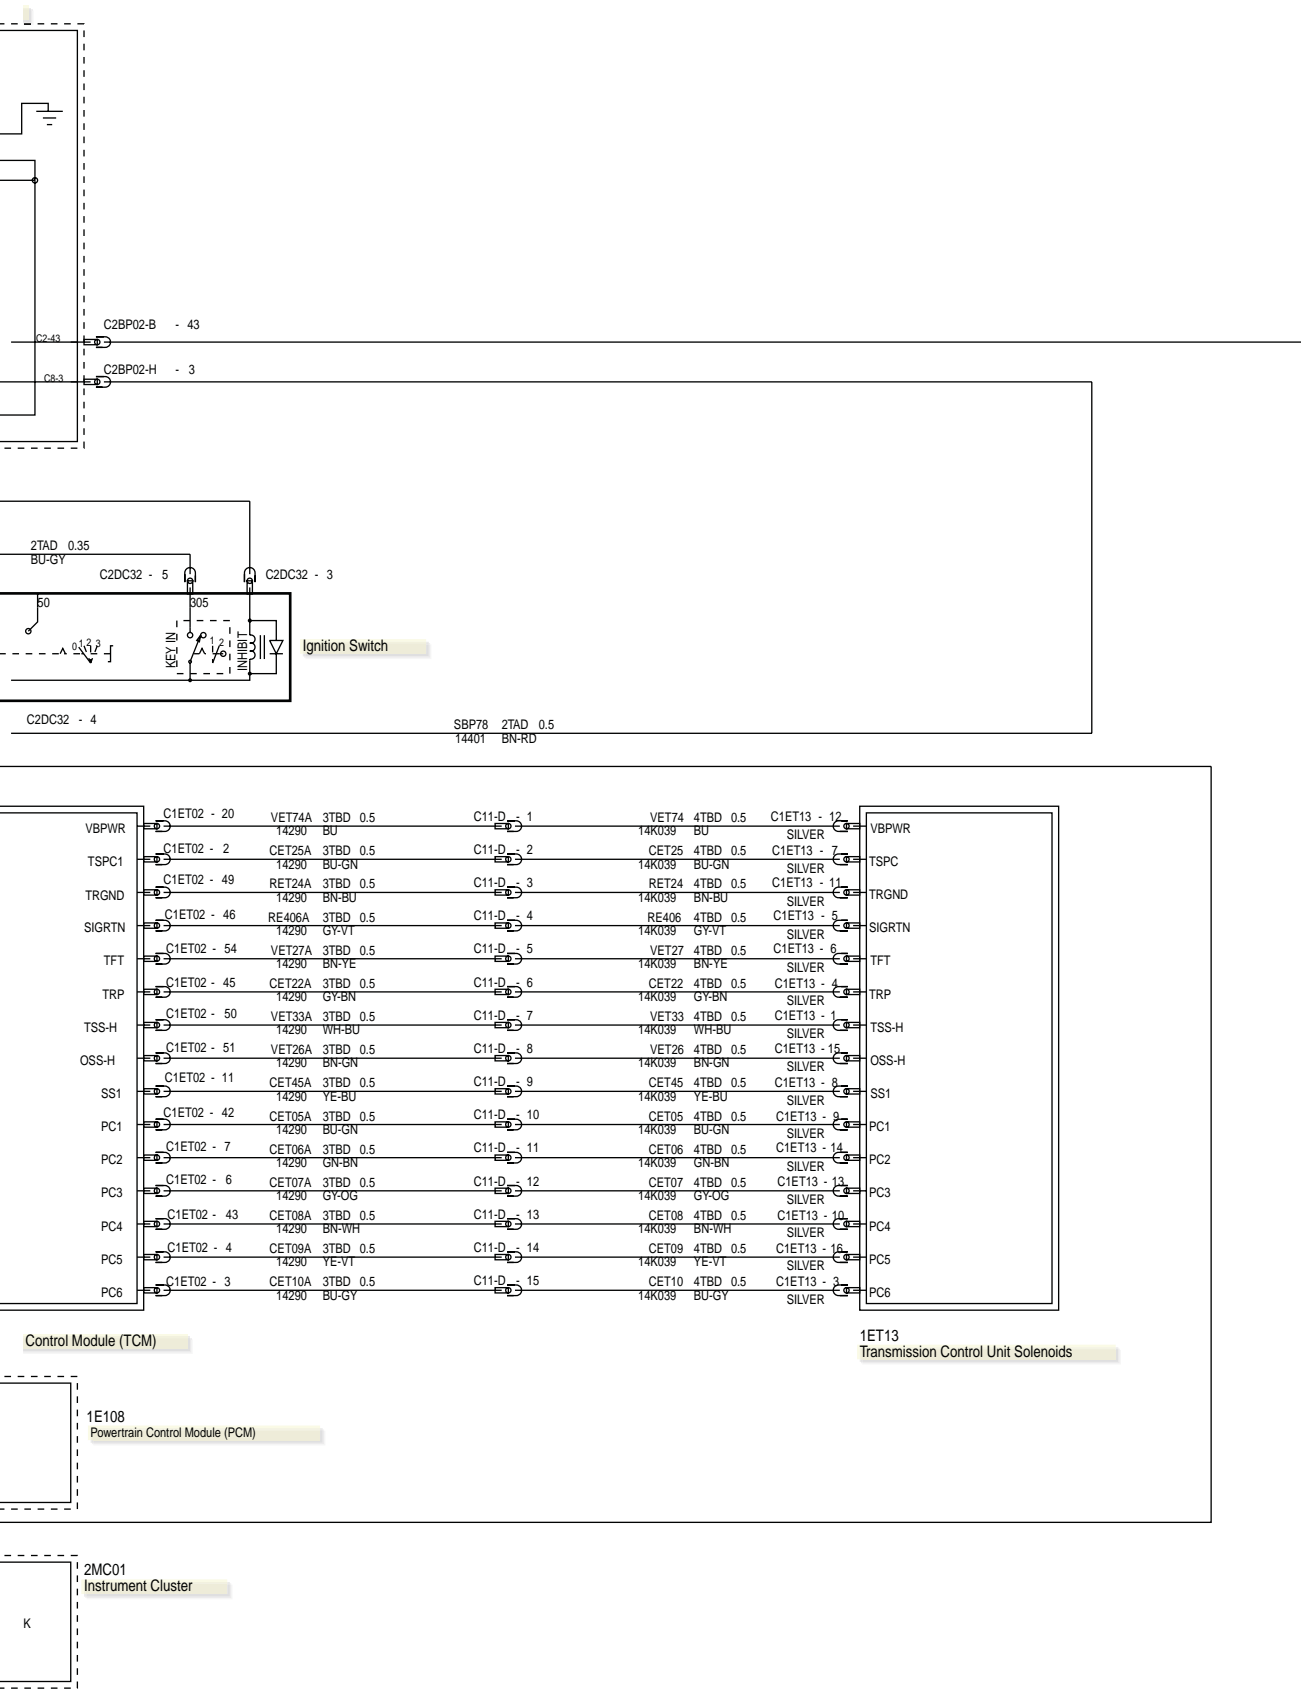 C2BP02-B - 43
C2-43
C2BP02-H - 3
C8-3
2TAD 0.35
BU-GY
C2DC32 - 5
C2DC32 - 3
50
305
KEY IN
0 1 2 3
1 2
INHIBIT
Ignition Switch
C2DC32 - 4
SBP78 2TAD 0.5
14401 BN-RD
C1ET02 - 20 VET74A 3TBD 0.5 C11-D - 1 VET74 4TBD 0.5 C1ET13 - 12
VBPWR 14290 BU 14K039 BU SILVER VBPWR
C1ET02 - 2 CET25A 3TBD 0.5 C11-D - 2 CET25 4TBD 0.5 C1ET13 - 7
TSPC1 14290 BU-GN 14K039 BU-GN SILVER TSPC
C1ET02 - 49 RET24A 3TBD 0.5 C11-D - 3 RET24 4TBD 0.5 C1ET13 - 11
TRGND 14290 BN-BU 14K039 BN-BU SILVER TRGND
C1ET02 - 46 RE406A 3TBD 0.5 C11-D - 4 RE406 4TBD 0.5 C1ET13 - 5
SIGRTN 14290 GY-VT 14K039 GY-VT SILVER SIGRTN
C1ET02 - 54 VET27A 3TBD 0.5 C11-D - 5 VET27 4TBD 0.5 C1ET13 - 6
TFT 14290 BN-YE 14K039 BN-YE SILVER TFT
C1ET02 - 45 CET22A 3TBD 0.5 C11-D - 6 CET22 4TBD 0.5 C1ET13 - 4
TRP 14290 GY-BN 14K039 GY-BN SILVER TRP
C1ET02 - 50 VET33A 3TBD 0.5 C11-D - 7 VET33 4TBD 0.5 C1ET13 - 1
TSS-H 14290 WH-BU 14K039 WH-BU SILVER TSS-H
C1ET02 - 51 VET26A 3TBD 0.5 C11-D - 8 VET26 4TBD 0.5 C1ET13 - 15
OSS-H 14290 BN-GN 14K039 BN-GN SILVER OSS-H
C1ET02 - 11 CET45A 3TBD 0.5 C11-D - 9 CET45 4TBD 0.5 C1ET13 - 8
SS1 14290 YE-BU 14K039 YE-BU SILVER SS1
C1ET02 - 42 CET05A 3TBD 0.5 C11-D - 10 CET05 4TBD 0.5 C1ET13 - 9
PC1 14290 BU-GN 14K039 BU-GN SILVER PC1
C1ET02 - 7 CET06A 3TBD 0.5 C11-D - 11 CET06 4TBD 0.5 C1ET13 - 14
PC2 14290 GN-BN 14K039 GN-BN SILVER PC2
C1ET02 - 6 CET07A 3TBD 0.5 C11-D - 12 CET07 4TBD 0.5 C1ET13 - 13
PC3 14290 GY-OG 14K039 GY-OG SILVER PC3
C1ET02 - 43 CET08A 3TBD 0.5 C11-D - 13 CET08 4TBD 0.5 C1ET13 - 10
PC4 14290 BN-WH 14K039 BN-WH SILVER PC4
C1ET02 - 4 CET09A 3TBD 0.5 C11-D - 14 CET09 4TBD 0.5 C1ET13 - 16
PC5 14290 YE-VT 14K039 YE-VT SILVER PC5
C1ET02 - 3 CET10A 3TBD 0.5 C11-D - 15 CET10 4TBD 0.5 C1ET13 - 3
PC6 14290 BU-GY 14K039 BU-GY SILVER PC6
Control Module (TCM)
1ET13
Transmission Control Unit Solenoids
1E108
Powertrain Control Module (PCM)
2MC01
Instrument Cluster
K